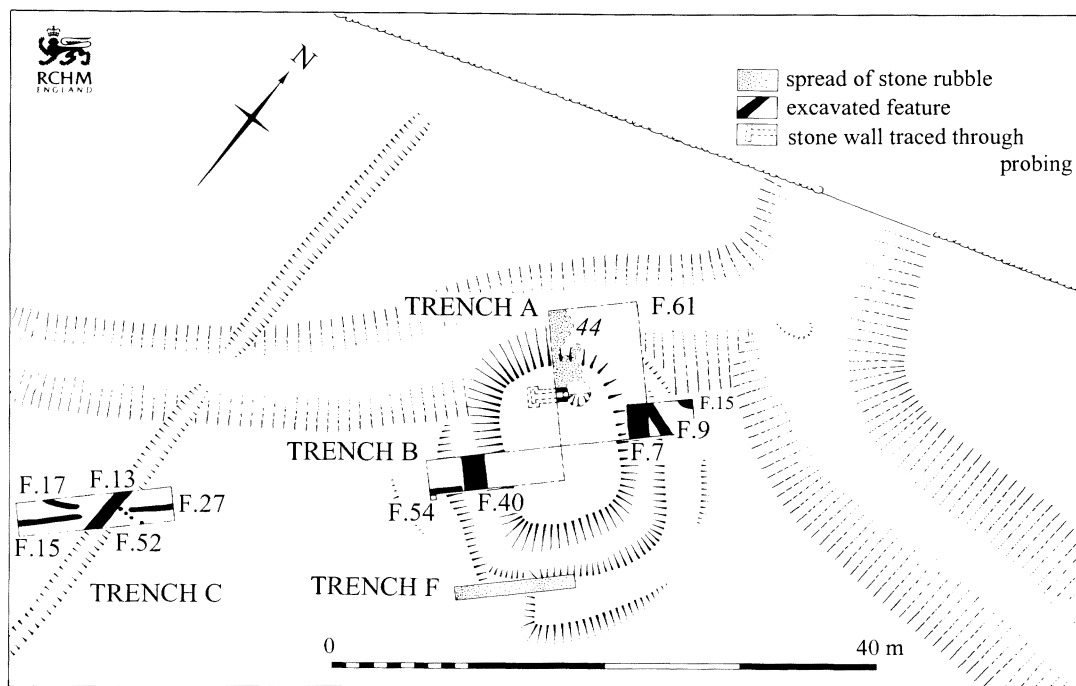 RCHM
ENGLAND
N
spread of stone rubble
excavated feature
stone wall traced through
probing
TRENCH A
F.61
44
F.15
F.9
F.7
TRENCH B
F.40
F.54
F.17
F.13
F.27
F.15
F.52
TRENCH C
TRENCH F
0
40 m